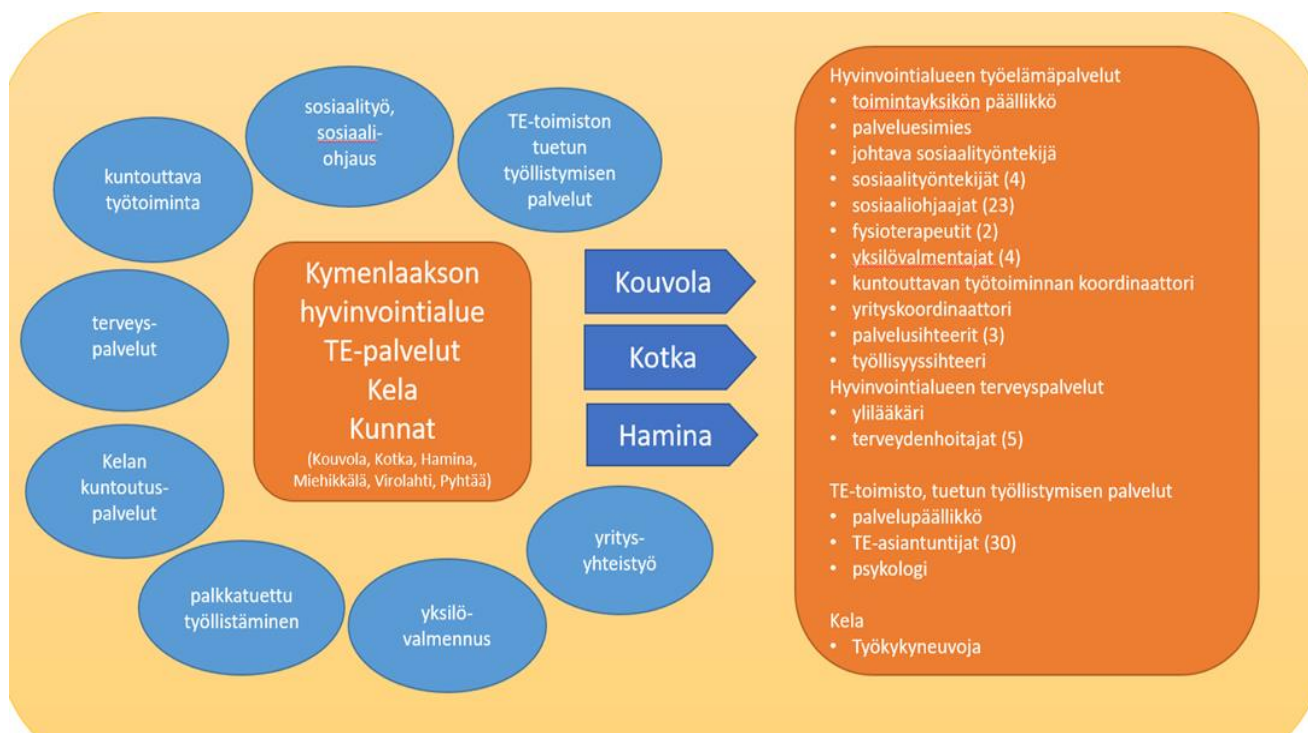 sosiaalityö,
sosiaali-
ohjaus
TE-toimiston
tuetun
työllistymisen
palvelut
kuntouttava
työtoiminta
terveys-
palvelut
Kelan
kuntoutus-
palvelut
palkkatuettu
työllistäminen
yksilö-
valmennus
yritys-
yhteistyö
Kymenlaakson
hyvinvointialue
TE-palvelut
Kela
Kunnat
(Kouvola, Kotka, Hamina,
Miehikkälä, Virolahti, Pyhtää)
Kouvola
Kotka
Hamina
Hyvinvointialueen työelämäpalvelut
• toimintayksikön päällikkö
• palveluesimies
• johtava sosiaalityöntekijä
• sosiaalityöntekijät (4)
• sosiaaliohjaajat (23)
• fysioterapeutit (2)
• yksilövalmentajat (4)
• kuntouttavan työtoiminnan koordinaattori
• yrityskoordinaattori
• palvelusihteerit (3)
• työllisyyssihteeri
Hyvinvointialueen terveyspalvelut
• ylilääkäri
• terveydenhoitajat (5)
TE-toimisto, tuetun työllistymisen palvelut
• palvelupäällikkö
• TE-asiantuntijat (30)
• psykologi
Kela
• Työkykyneuvoja